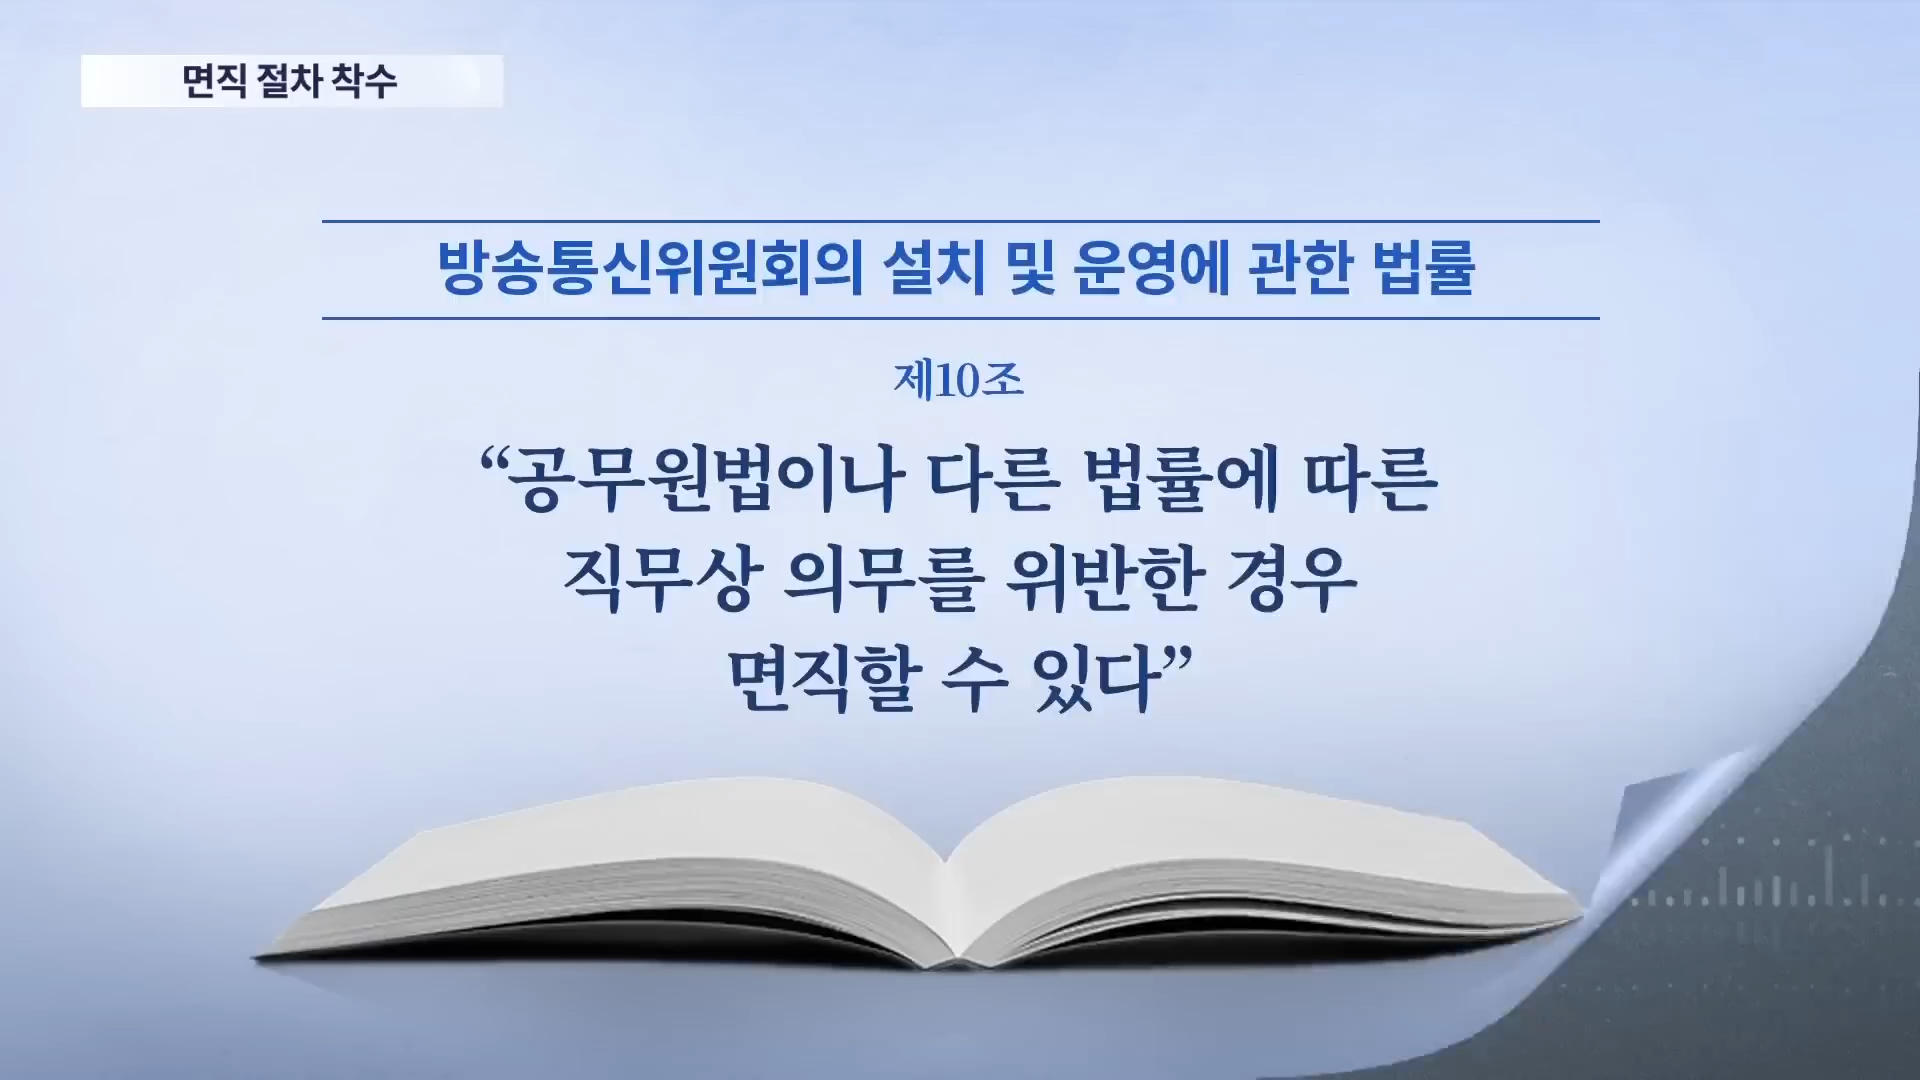 면직 절차 착수
방송통신위원회의 설치 및 운영에 관한 법률
제10조
“공무원법이나 다른 법률에 따른
직무상 의무를 위반한 경우
면직할 수 있다”